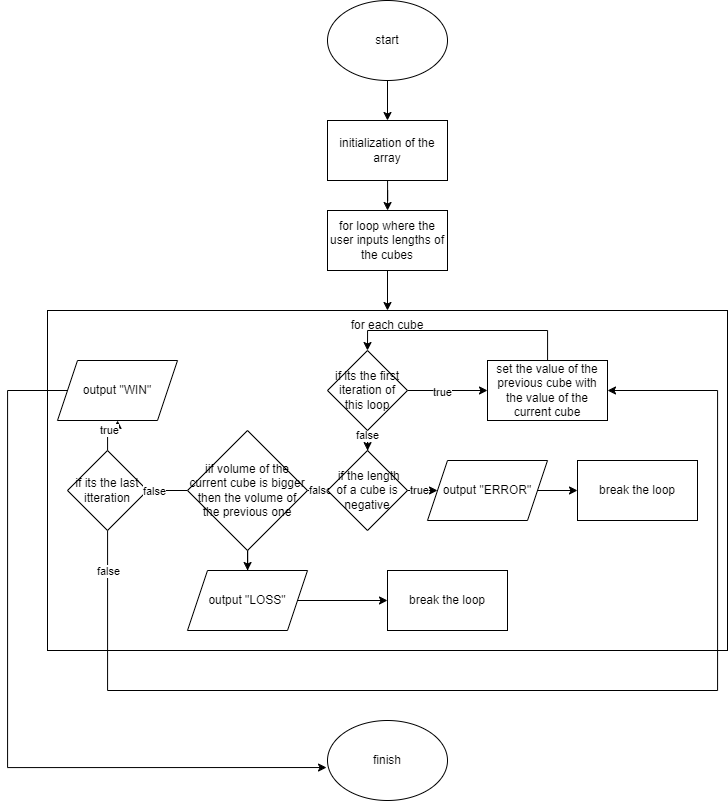 start
initialization of the
array
for loop where the
user inputs lengths of
the cubes
for each cube
output "WIN"
if its the first
iteration of
this loop
true
set the value of the
previous cube with
the value of the
current cube
true
false
if its the last
itteration
false
iif volume of the
current cube is bigger
then the volume of
the previous one
false
if the length
of a cube is
negative
true
output "ERROR"
break the loop
false
output "LOSS"
break the loop
finish